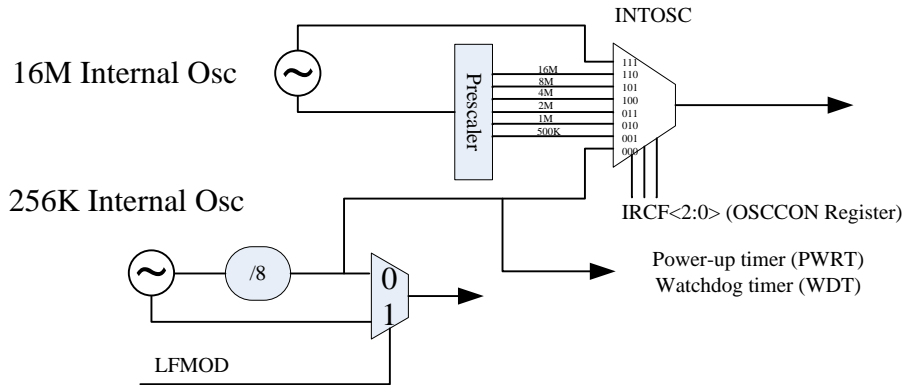 INTOSC
16M Internal Osc
Prescaler
16M
8M
4M
2M
1M
500K
111
110
101
100
011
010
001
000
256K Internal Osc
IRCF<2:0> (OSCCON Register)
/8
0
1
Power-up timer (PWRT)
Watchdog timer (WDT)
LFMOD